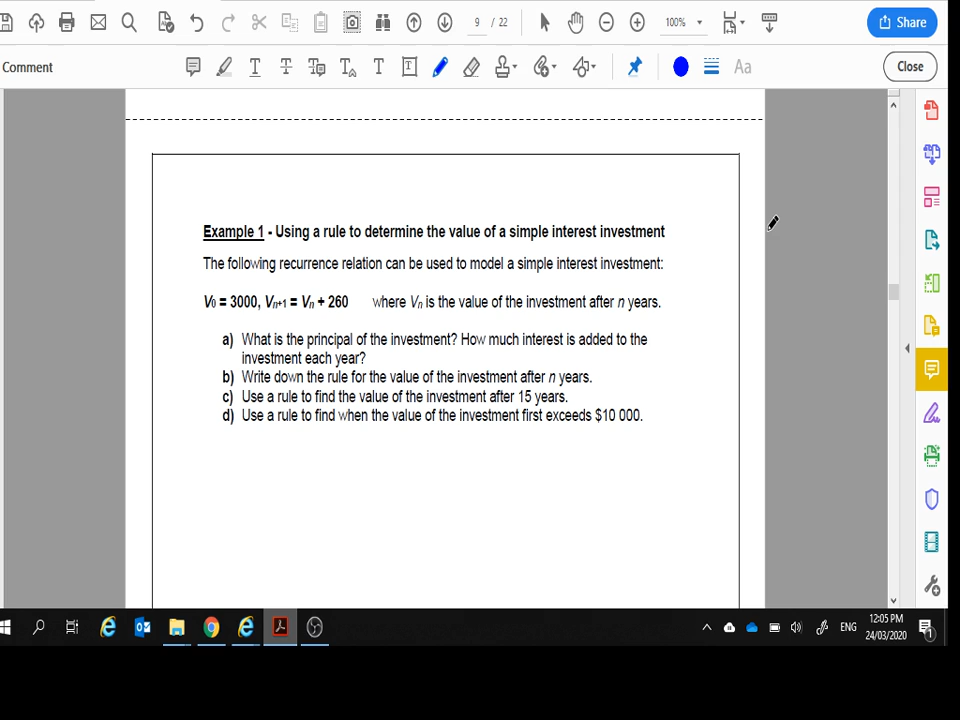 9 / 22
100%
Share
Comment
Aa
Close
Example 1 - Using a rule to determine the value of a simple interest investment
The following recurrence relation can be used to model a simple interest investment:
V0 = 3000, Vn+1 = Vn + 260 where Vn is the value of the investment after n years.
a) What is the principal of the investment? How much interest is added to the
investment each year?
b) Write down the rule for the value of the investment after n years.
c) Use a rule to find the value of the investment after 15 years.
d) Use a rule to find when the value of the investment first exceeds $10 000.
ENG
12:05 PM
24/03/2020
1